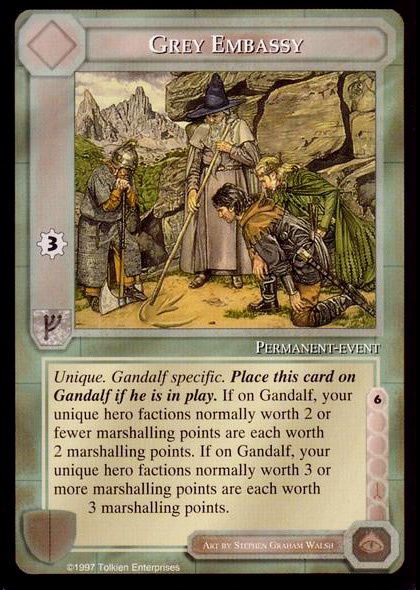 GREY EMBASSY
3
PERMANENT-EVENT
Unique. Gandalf specific. Place this card on
Gandalf if he is in play. If on Gandalf, your
unique hero factions normally worth 2 or
fewer marshalling points are each worth
2 marshalling points. If on Gandalf, your
unique hero factions normally worth 3 or
more marshalling points are each worth
3 marshalling points.
6
ART BY STEPHEN GRAHAM WALSH
©1997 Tolkien Enterprises